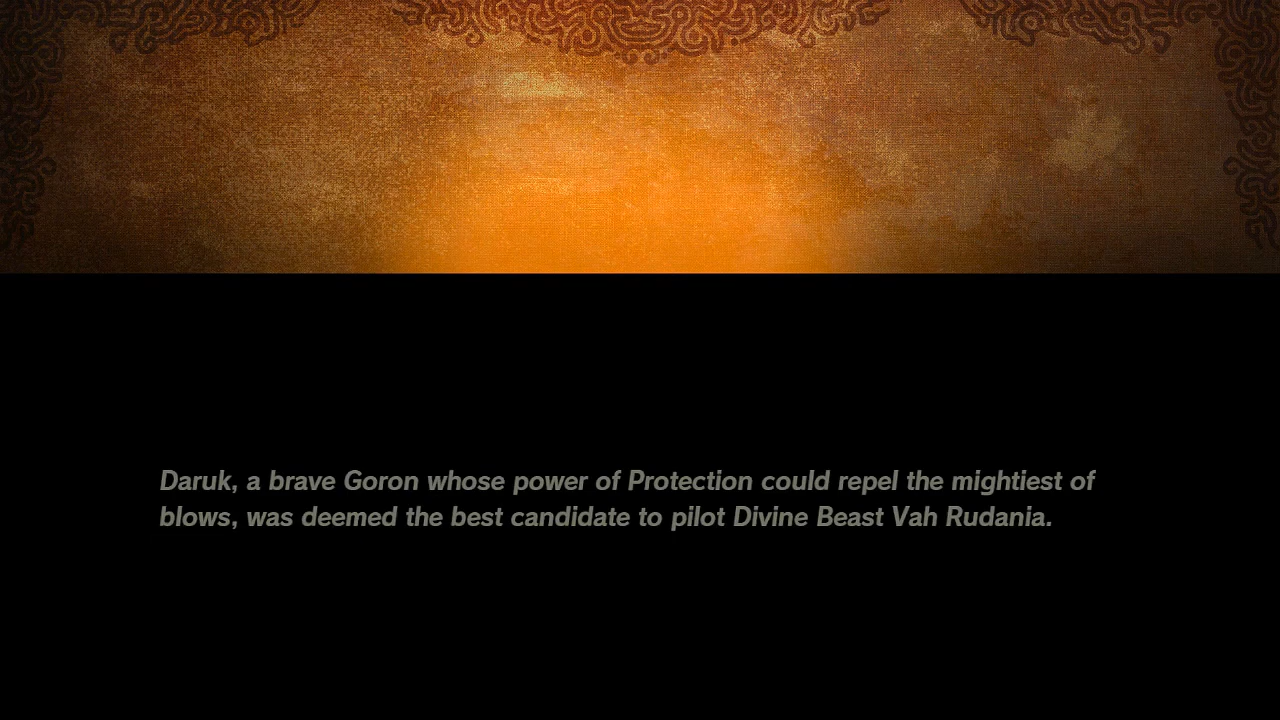 Daruk, a brave Goron whose power of Protection could repel the mightiest of
blows, was deemed the best candidate to pilot Divine Beast Vah Rudania.